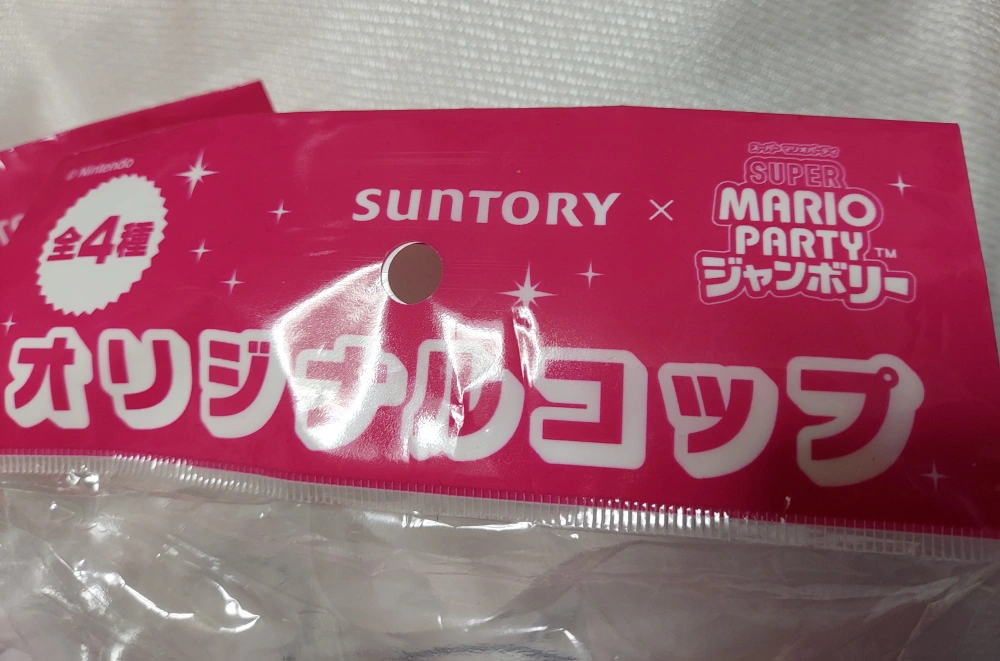 © Nintendo
全4種
SUNTORY ×
スーパー マリオパーティ
SUPER
MARIO
PARTY™
ジャンボリー
オリジナルコップ